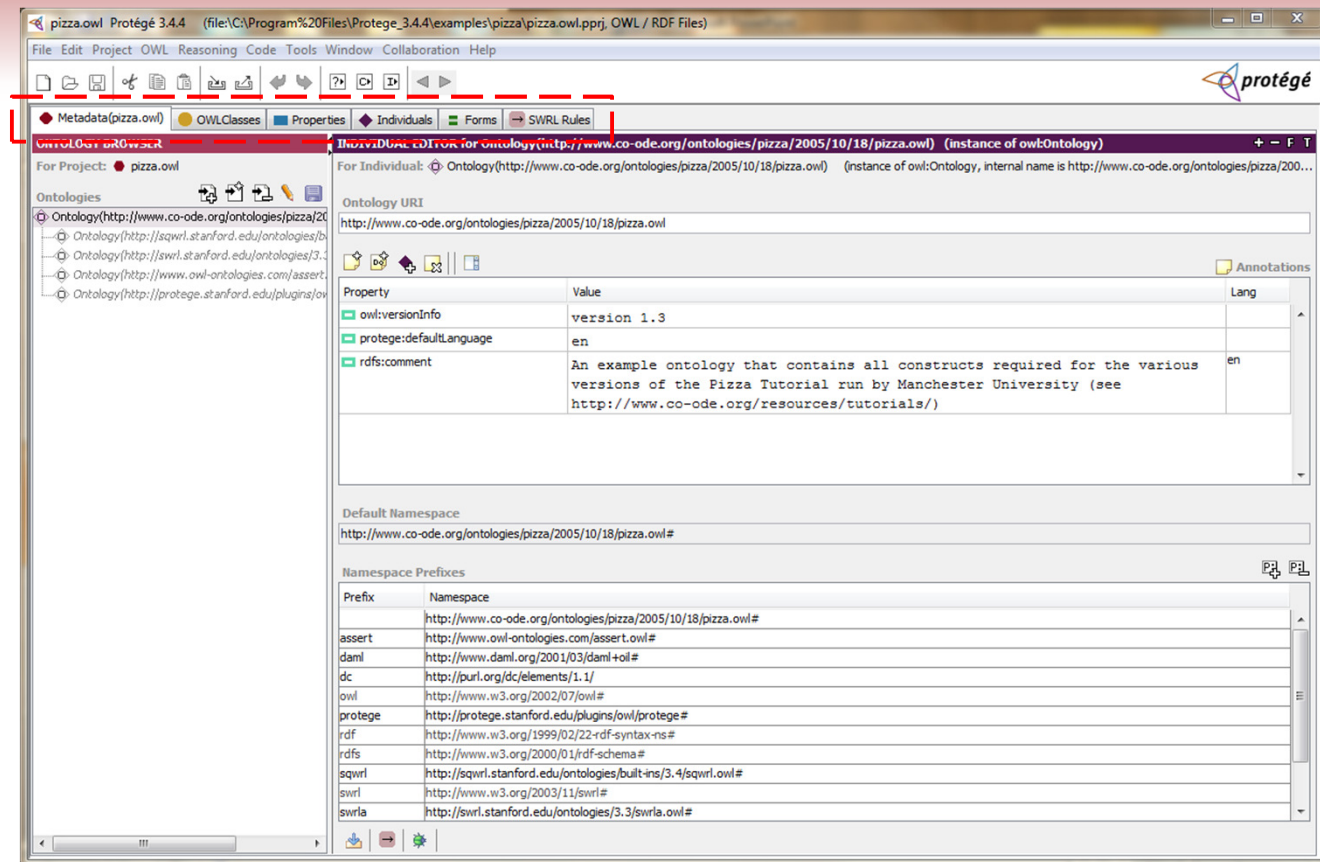 pizza.owl Protégé 3.4.4 (file:\C:\Program%20Files\Protege_3.4.4\examples\pizza\pizza.owl.pprj, OWL / RDF Files)
File Edit Project OWL Reasoning Code Tools Window Collaboration Help
protégé
Metadata(pizza.owl) OWLClasses Properties Individuals Forms SWRL Rules
ONTOLOGY BROWSER
For Project: pizza.owl
Ontologies
Ontology(http://www.co-ode.org/ontologies/pizza/20
Ontology(http://sqwrl.stanford.edu/ontologies/b
Ontology(http://swrl.stanford.edu/ontologies/3.3
Ontology(http://www.owl-ontologies.com/assert.
Ontology(http://protege.stanford.edu/plugins/ov
INDIVIDUAL EDITOR for Ontology(http://www.co-ode.org/ontologies/pizza/2005/10/18/pizza.owl) (instance of owl:Ontology) + − F T
For Individual: Ontology(http://www.co-ode.org/ontologies/pizza/2005/10/18/pizza.owl) (instance of owl:Ontology, internal name is http://www.co-ode.org/ontologies/pizza/200...
Ontology URI
http://www.co-ode.org/ontologies/pizza/2005/10/18/pizza.owl
Annotations
Property Value Lang
owl:versionInfo version 1.3
protege:defaultLanguage en
rdfs:comment An example ontology that contains all constructs required for the various en
versions of the Pizza Tutorial run by Manchester University (see
http://www.co-ode.org/resources/tutorials/)
Default Namespace
http://www.co-ode.org/ontologies/pizza/2005/10/18/pizza.owl#
Namespace Prefixes
Prefix Namespace
http://www.co-ode.org/ontologies/pizza/2005/10/18/pizza.owl#
assert http://www.owl-ontologies.com/assert.owl#
daml http://www.daml.org/2001/03/daml+oil#
dc http://purl.org/dc/elements/1.1/
owl http://www.w3.org/2002/07/owl#
protege http://protege.stanford.edu/plugins/owl/protege#
rdf http://www.w3.org/1999/02/22-rdf-syntax-ns#
rdfs http://www.w3.org/2000/01/rdf-schema#
sqwrl http://sqwrl.stanford.edu/ontologies/built-ins/3.4/sqwrl.owl#
swrl http://www.w3.org/2003/11/swrl#
swrla http://swrl.stanford.edu/ontologies/3.3/swrla.owl#